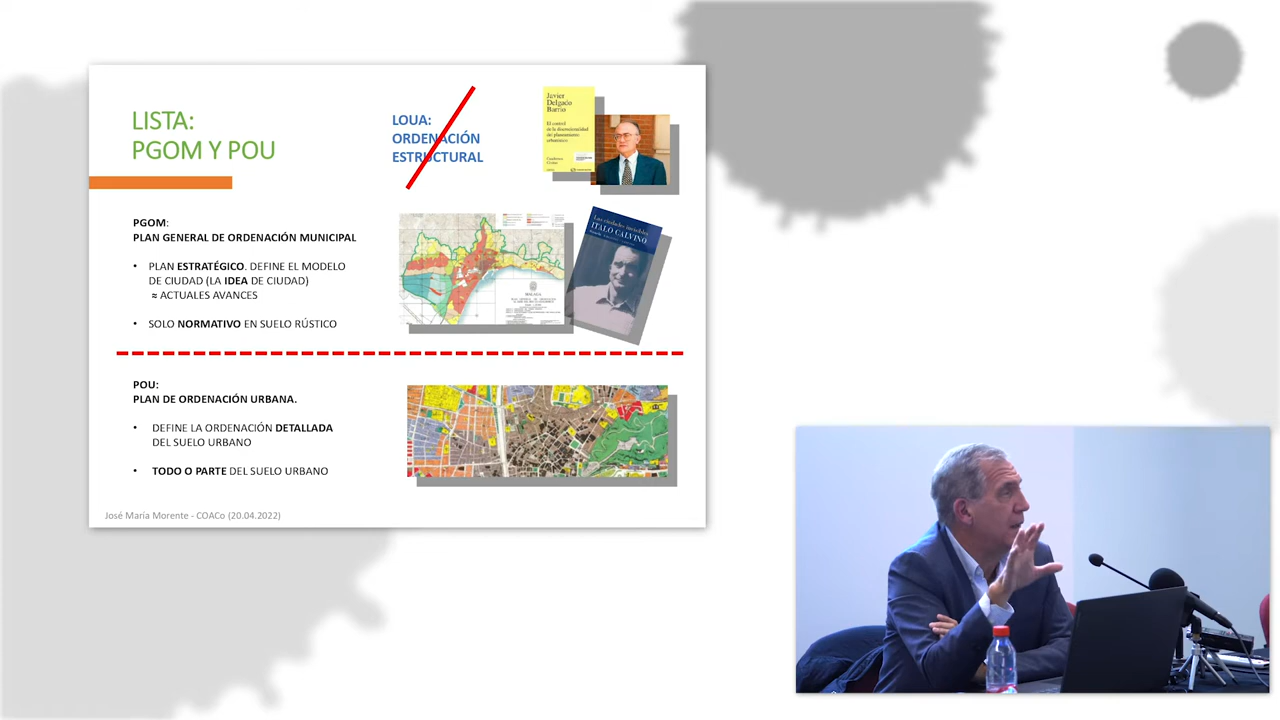 LISTA:
PGOM Y POU
LOUA:
ORDENACIÓN
ESTRUCTURAL
Javier
Delgado
Barrio
El control
de la discrecionalidad
del planeamiento
urbanístico
PGOM:
PLAN GENERAL DE ORDENACIÓN MUNICIPAL
• PLAN ESTRATÉGICO. DEFINE EL MODELO
DE CIUDAD (LA IDEA DE CIUDAD)
≈ ACTUALES AVANCES
• SOLO NORMATIVO EN SUELO RÚSTICO
Las ciudades invisibles
ITALO CALVINO
POU:
PLAN DE ORDENACIÓN URBANA.
• DEFINE LA ORDENACIÓN DETALLADA
DEL SUELO URBANO
• TODO O PARTE DEL SUELO URBANO
José María Morente - COACo (20.04.2022)